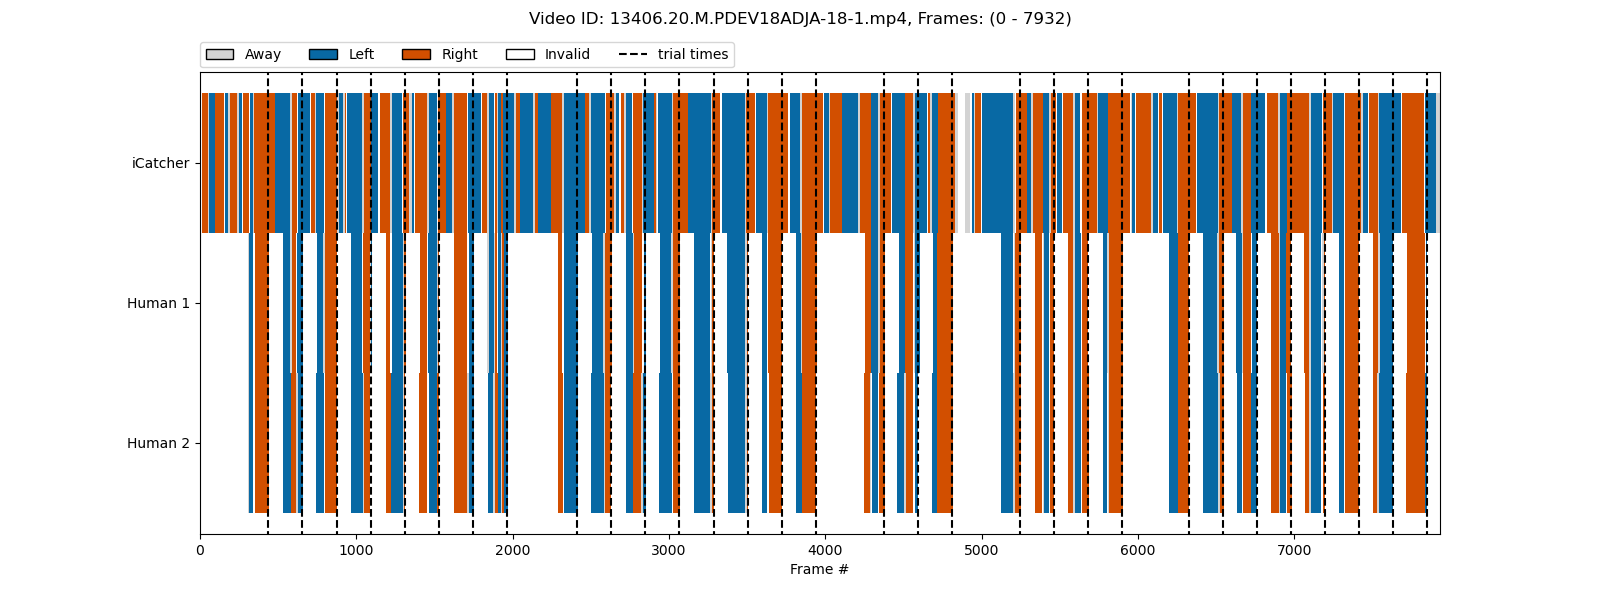 Video ID: 13406.20.M.PDEV18ADJA-18-1.mp4, Frames: (0 - 7932)
Away Left Right Invalid trial times
iCatcher
Human 1
Human 2
0 1000 2000 3000 4000 5000 6000 7000
Frame #